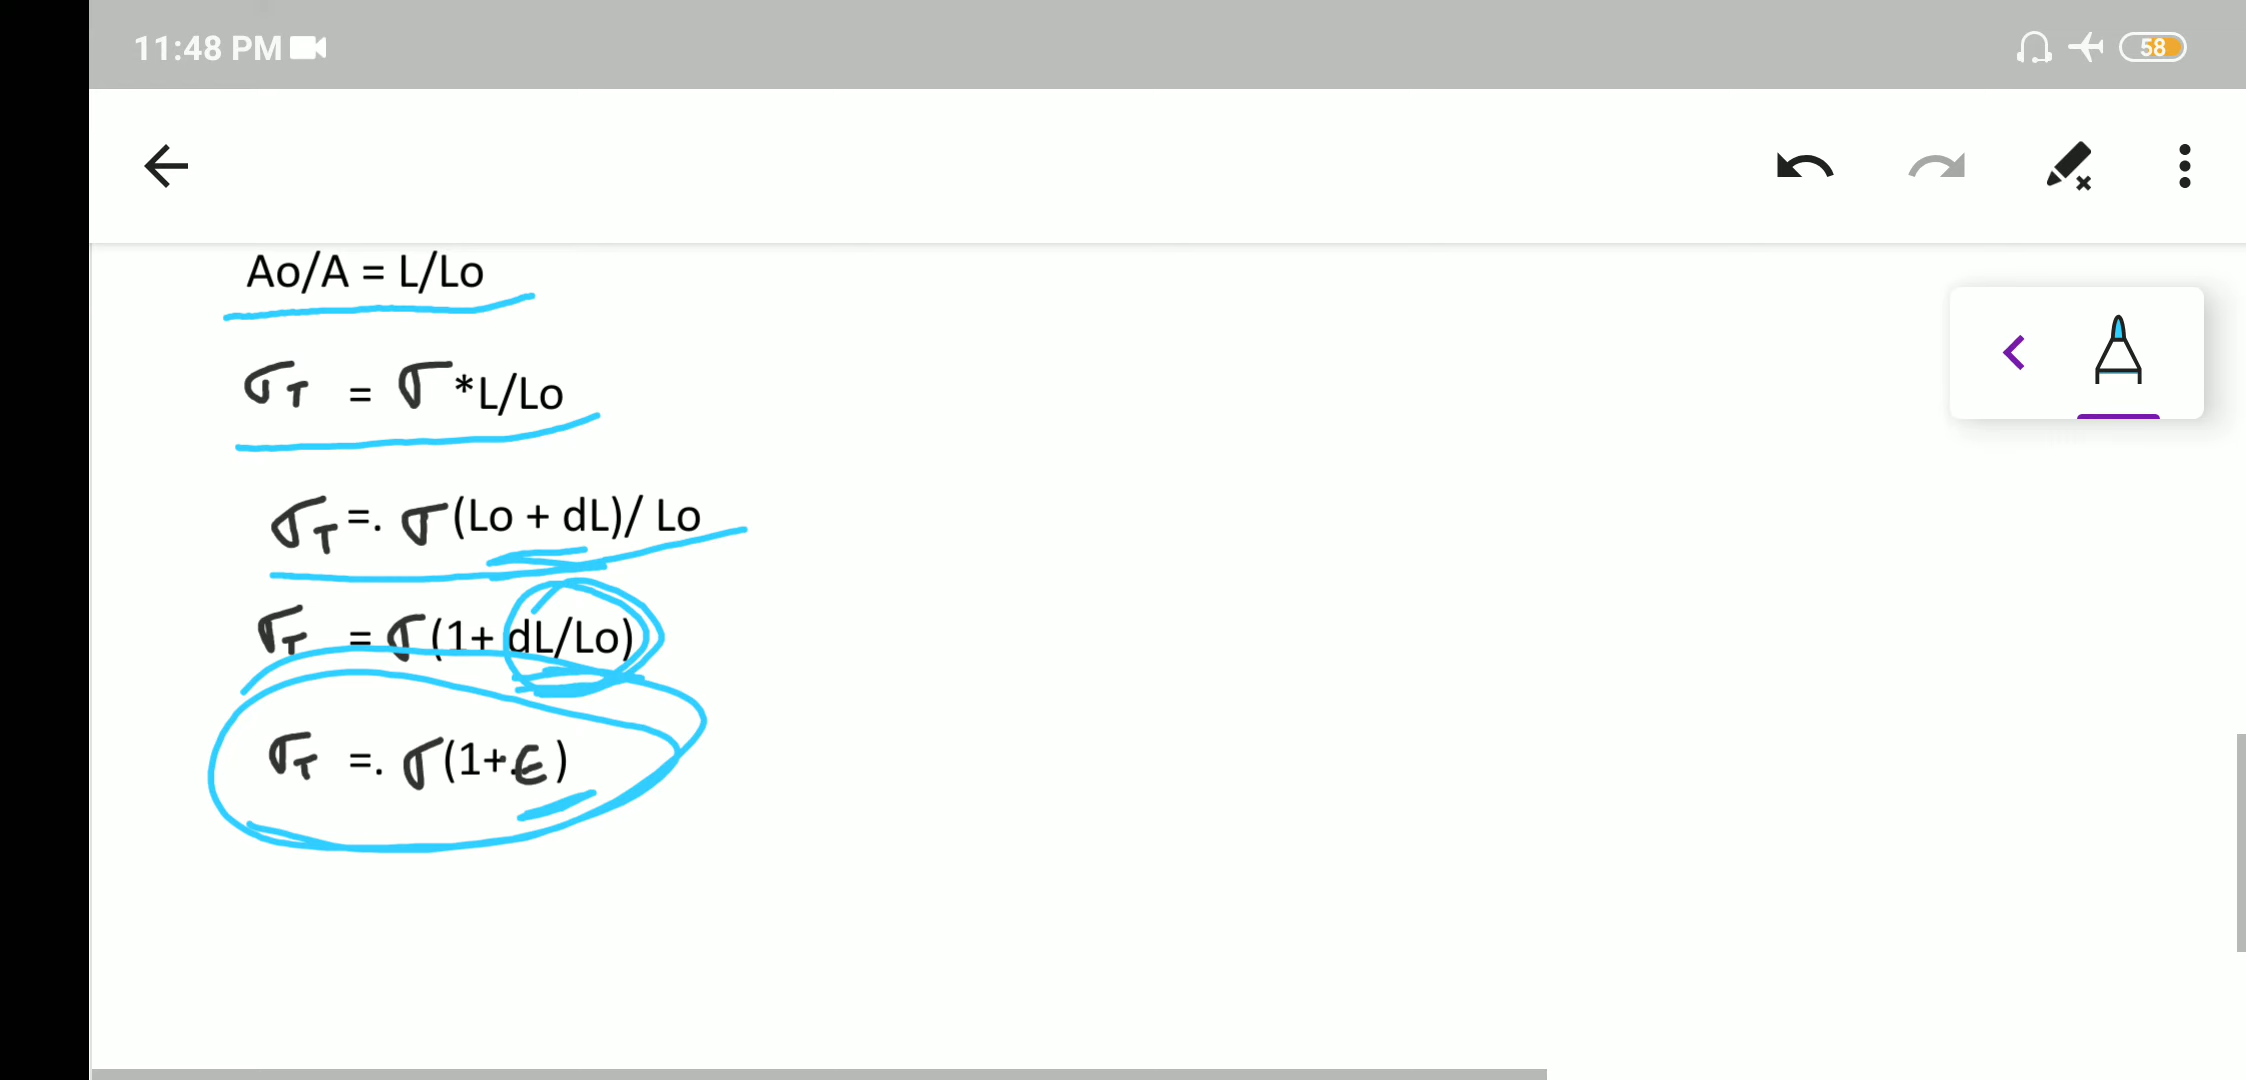 11:48 PM
58
Ao/A = L/Lo
σT = σ *L/Lo
σT =. σ (Lo + dL)/ Lo
σT = σ (1+ dL/Lo)
σT =. σ (1+.ε )